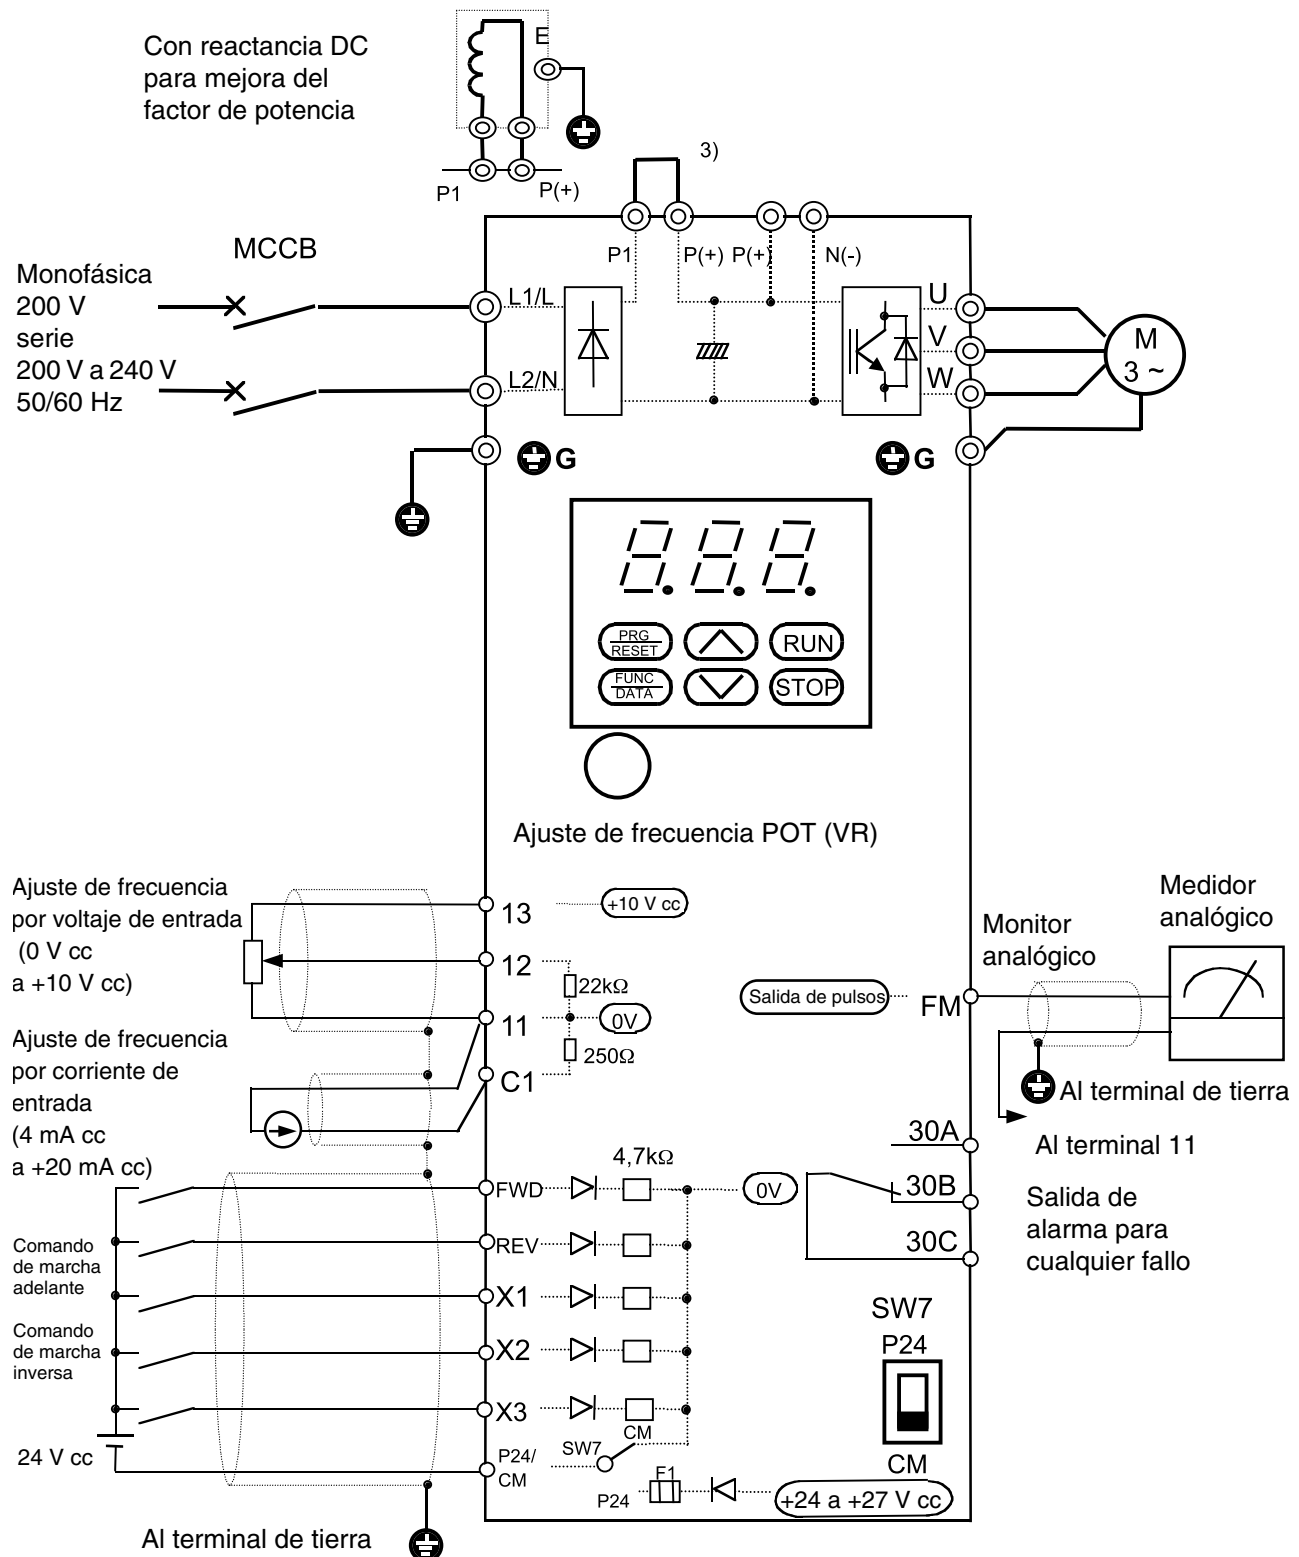 Con reactancia DC
para mejora del
factor de potencia
E
P1
P(+)
3)
MCCB
P1
P(+)
P(+)
N(-)
Monofásica
200 V
serie
200 V a 240 V
50/60 Hz
L1/L
L2/N
U
V
W
M
3 ~
G
G
8.8.8.
PRG
RESET
RUN
FUNC
DATA
STOP
Ajuste de frecuencia POT (VR)
Ajuste de frecuencia
por voltaje de entrada
(0 V cc
a +10 V cc)
13
+10 V cc
12
22kΩ
11
0V
250Ω
C1
Ajuste de frecuencia
por corriente de
entrada
(4 mA cc
a +20 mA cc)
Salida de pulsos
FM
Monitor
analógico
Medidor
analógico
Al terminal de tierra
Al terminal 11
30A
30B
30C
Salida de
alarma para
cualquier fallo
4,7kΩ
FWD
0V
REV
X1
X2
X3
Comando
de marcha
adelante
Comando
de marcha
inversa
24 V cc
P24/
CM
SW7
CM
P24
F1
+24 a +27 V cc
SW7
P24
CM
Al terminal de tierra